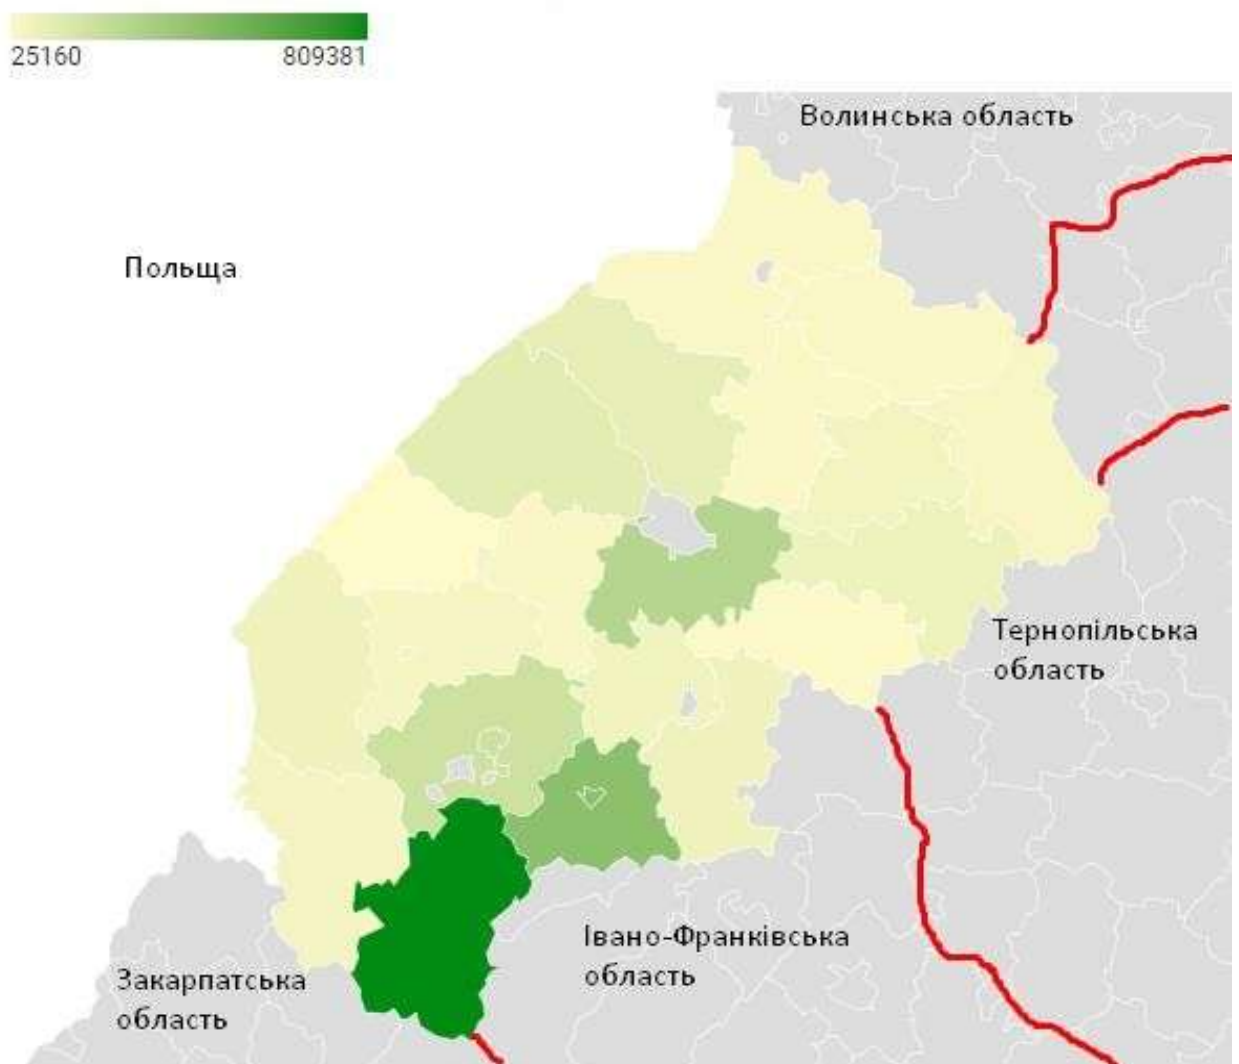 25160 809381
Волинська область
Польща
Тернопільська
область
Івано-Франківська
область
Закарпатська
область